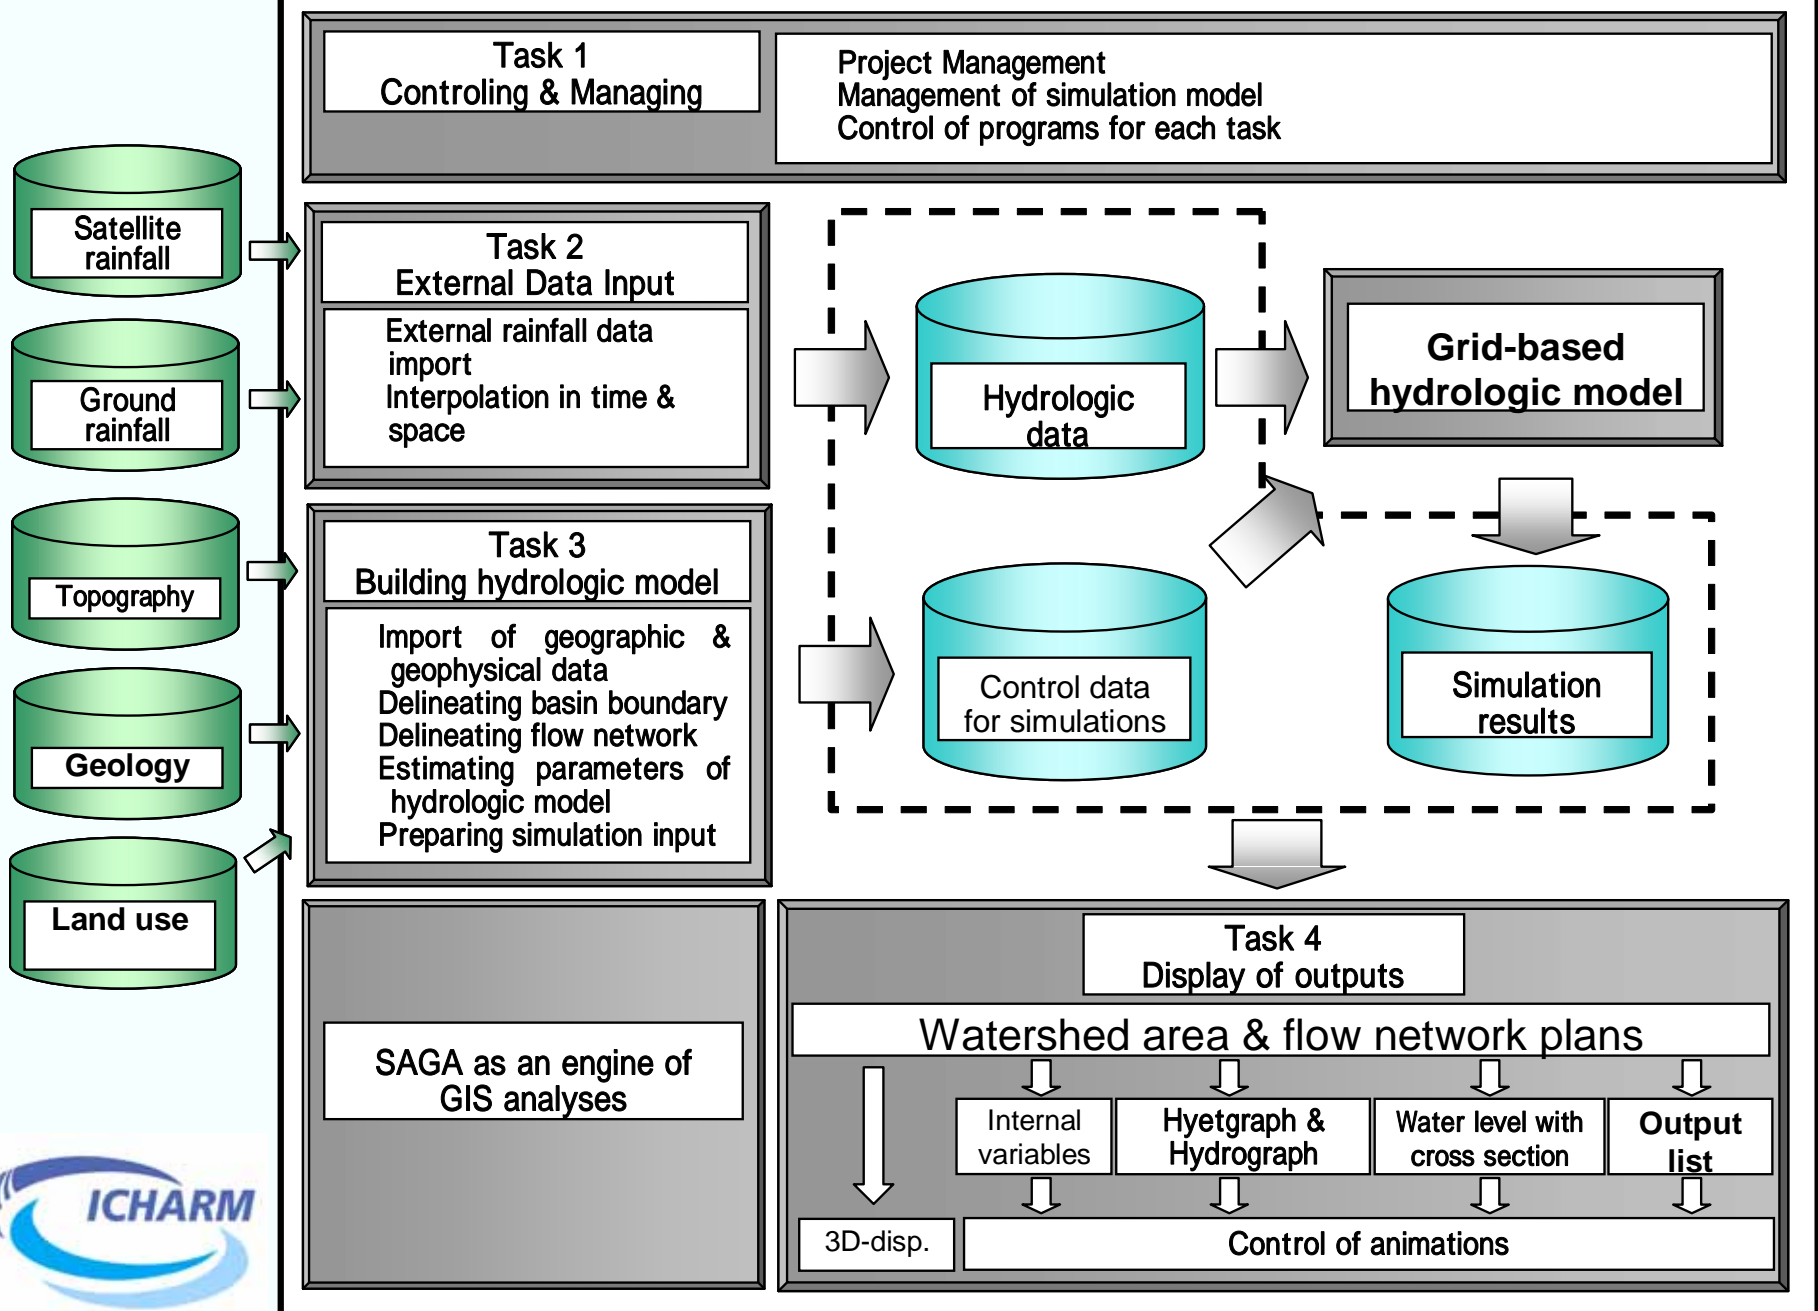 Task 1
Controling & Managing
Project Management
Management of simulation model
Control of programs for each task
Satellite
rainfall
Ground
rainfall
Topography
Geology
Land use
Task 2
External Data Input
External rainfall data
import
Interpolation in time &
space
Task 3
Building hydrologic model
Import of geographic &
geophysical data
Delineating basin boundary
Delineating flow network
Estimating parameters of
hydrologic model
Preparing simulation input
Hydrologic
data
Grid-based
hydrologic model
Control data
for simulations
Simulation
results
SAGA as an engine of
GIS analyses
Task 4
Display of outputs
Watershed area & flow network plans
Internal
variables
Hyetgraph &
Hydrograph
Water level with
cross section
Output
list
3D-disp.
Control of animations
ICHARM